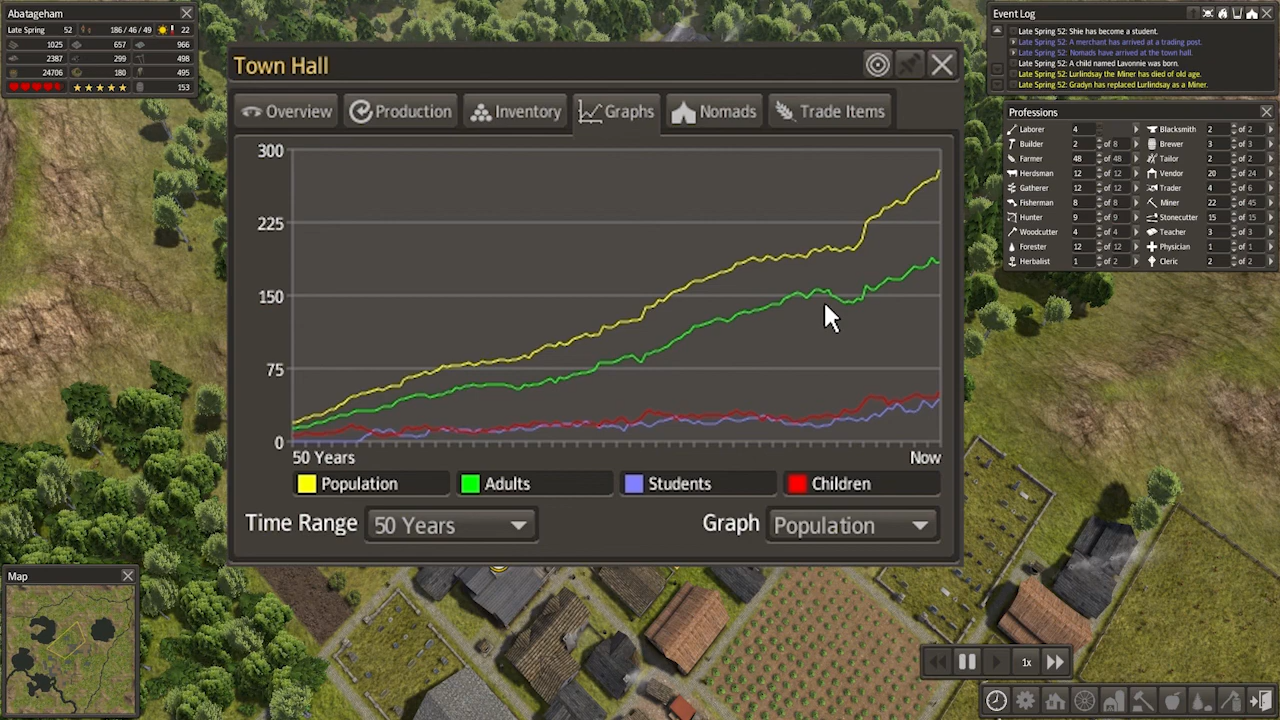 Abatageham
Late Spring 52 186 / 46 / 49 22
1025 657 966
2387 299 498
24706 180 495
153
Event Log
Late Spring 52: Shie has become a student.
Late Spring 52: A merchant has arrived at a trading post.
Late Spring 52: Nomads have arrived at the town hall.
Late Spring 52: A child named Lavonnie was born.
Late Spring 52: Lurlindsay the Miner has died of old age.
Late Spring 52: Gradyn has replaced Lurlindsay as a Miner.
Town Hall
Overview Production Inventory Graphs Nomads Trade Items
300
225
150
75
0
50 Years Now
Population Adults Students Children
Time Range 50 Years Graph Population
Professions
Laborer 4 Blacksmith 2 of 2
Builder 2 of 8 Brewer 3 of 3
Farmer 48 of 48 Tailor 2 of 2
Herdsman 12 of 12 Vendor 20 of 24
Gatherer 12 of 12 Trader 4 of 6
Fisherman 8 of 8 Miner 22 of 45
Hunter 9 of 9 Stonecutter 15 of 15
Woodcutter 4 of 4 Teacher 3 of 3
Forester 12 of 12 Physician 1 of 1
Herbalist 1 of 2 Cleric 2 of 2
Map
1x